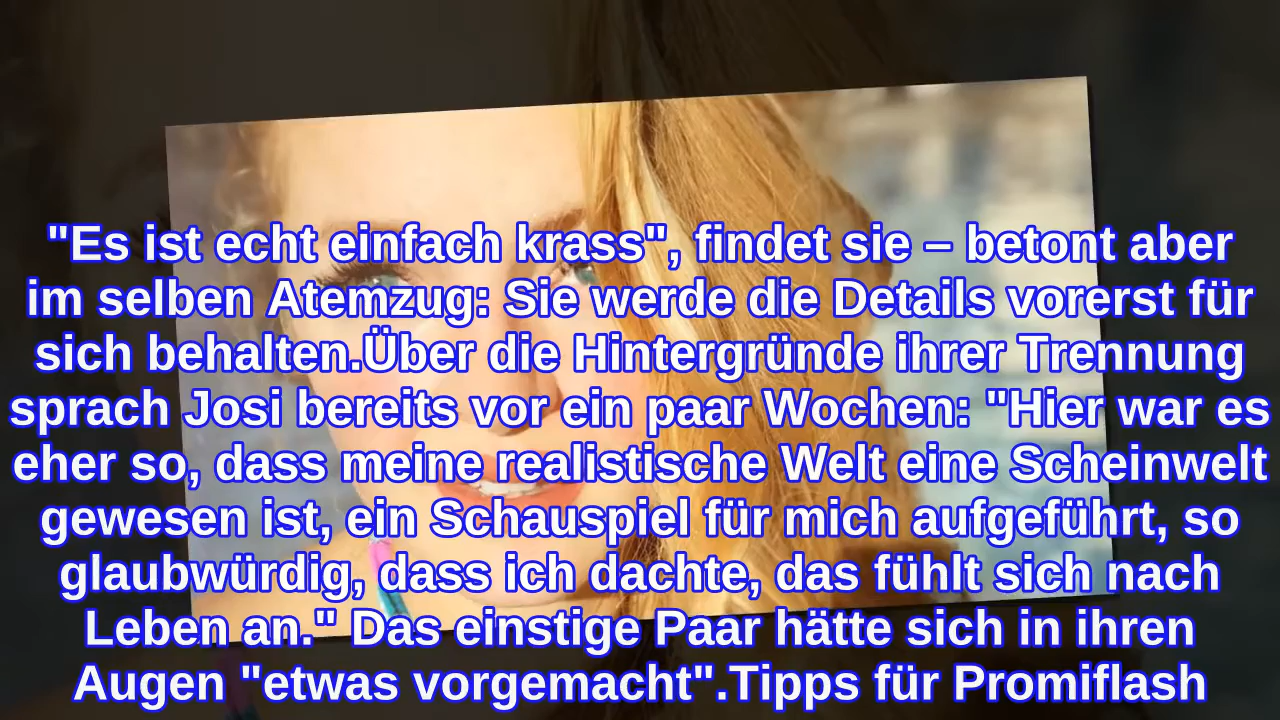 "Es ist echt einfach krass", findet sie – betont aber
im selben Atemzug: Sie werde die Details vorerst für
sich behalten.Über die Hintergründe ihrer Trennung
sprach Josi bereits vor ein paar Wochen: "Hier war es
eher so, dass meine realistische Welt eine Scheinwelt
gewesen ist, ein Schauspiel für mich aufgeführt, so
glaubwürdig, dass ich dachte, das fühlt sich nach
Leben an." Das einstige Paar hätte sich in ihren
Augen "etwas vorgemacht".Tipps für Promiflash